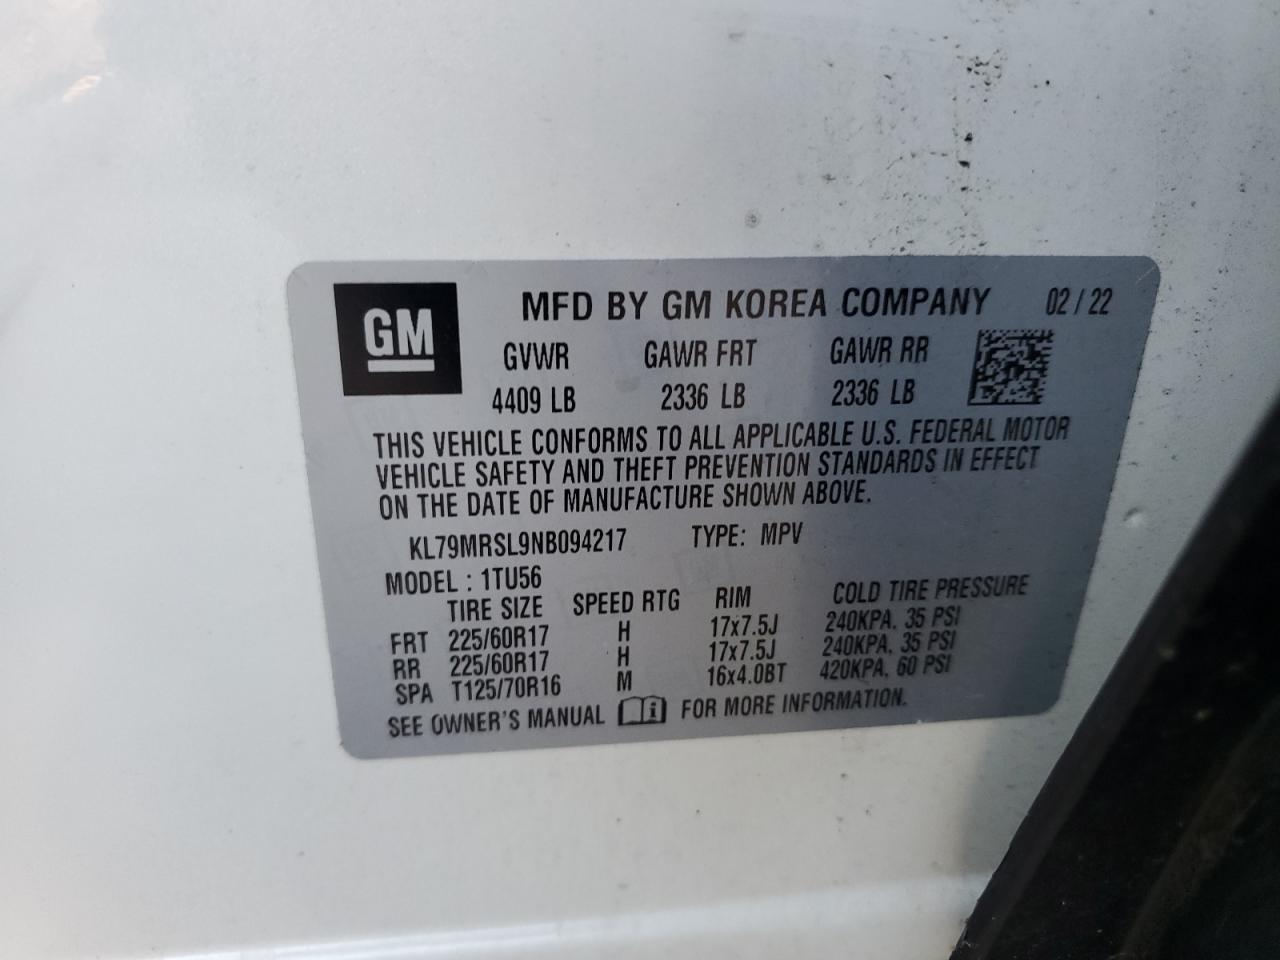 GM
MFD BY GM KOREA COMPANY 02 / 22
GVWR GAWR FRT GAWR RR
4409 LB 2336 LB 2336 LB
THIS VEHICLE CONFORMS TO ALL APPLICABLE U.S. FEDERAL MOTOR
VEHICLE SAFETY AND THEFT PREVENTION STANDARDS IN EFFECT
ON THE DATE OF MANUFACTURE SHOWN ABOVE.
KL79MRSL9NB094217 TYPE: MPV
MODEL : 1TU56
TIRE SIZE SPEED RTG RIM COLD TIRE PRESSURE
FRT 225/60R17 H 17x7.5J 240KPA. 35 PSI
RR 225/60R17 H 17x7.5J 240KPA. 35 PSI
SPA T125/70R16 M 16x4.0BT 420KPA. 60 PSI
SEE OWNER'S MANUAL i FOR MORE INFORMATION.